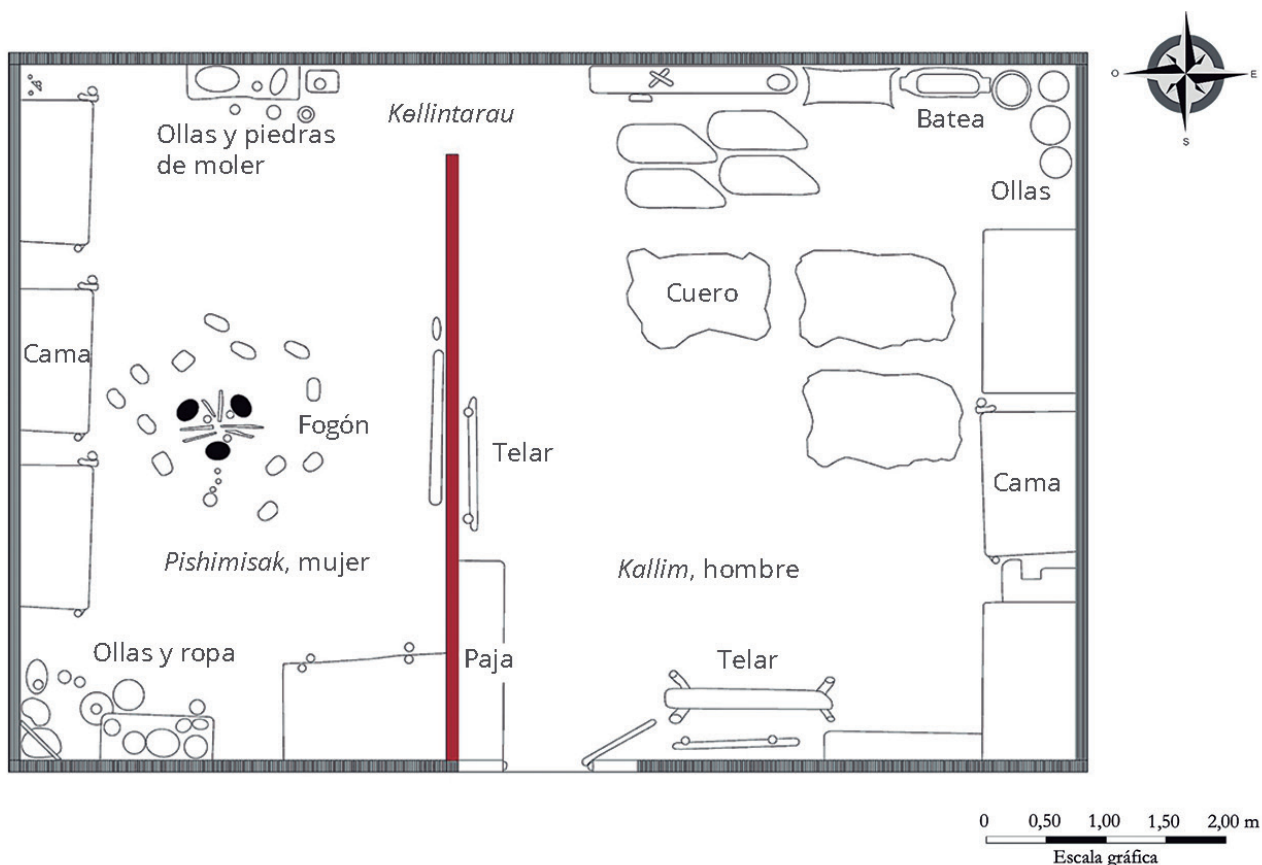 Kɵllintarau
Ollas y piedras
de moler
Batea
Ollas
Cuero
Cama
Fogón
Telar
Cama
Pishimisak, mujer
Kallim, hombre
Ollas y ropa
Paja
Telar
O
E
S
0 0,50 1,00 1,50 2,00 m
Escala gráfica